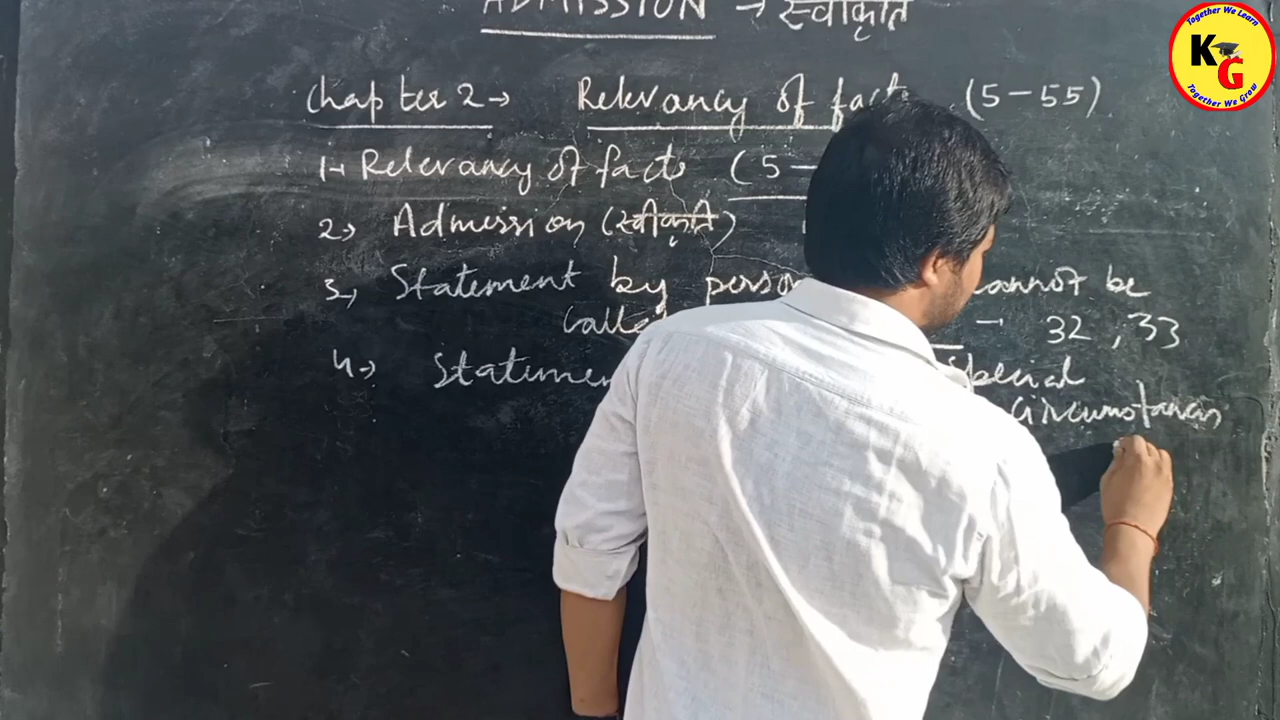 ADMISSION → स्वीकृति
Chapter 2 → Relevancy of facts (5-55)
1→ Relevancy of facts (5-
2→ Admission (स्वीकृति)
3→ Statement by person cannot be
Called → 32, 33
4→ Statement Special
Circumstances
Together We Learn
KG
Together We Grow